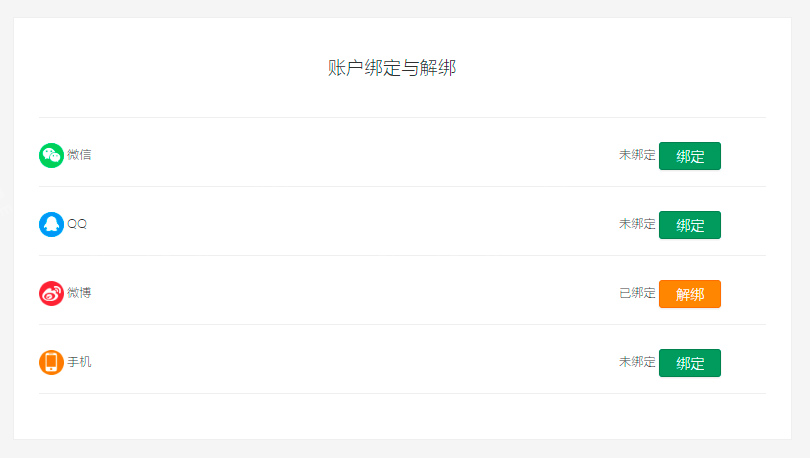 账户绑定与解绑
微信 未绑定 绑定
QQ 未绑定 绑定
微博 已绑定 解绑
手机 未绑定 绑定